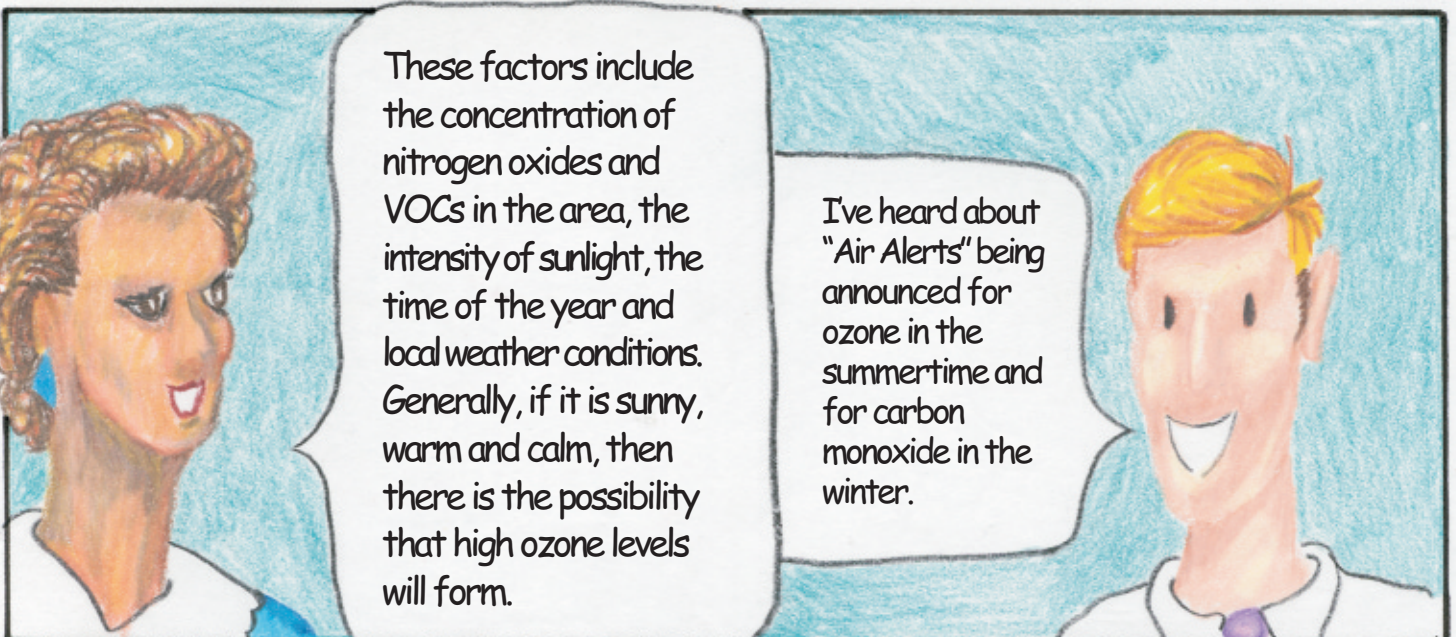 These factors include
the concentration of
nitrogen oxides and
VOCs in the area, the
intensity of sunlight, the
time of the year and
local weather conditions.
Generally, if it is sunny,
warm and calm, then
there is the possibility
that high ozone levels
will form.
I've heard about
“Air Alerts” being
announced for
ozone in the
summertime and
for carbon
monoxide in the
winter.